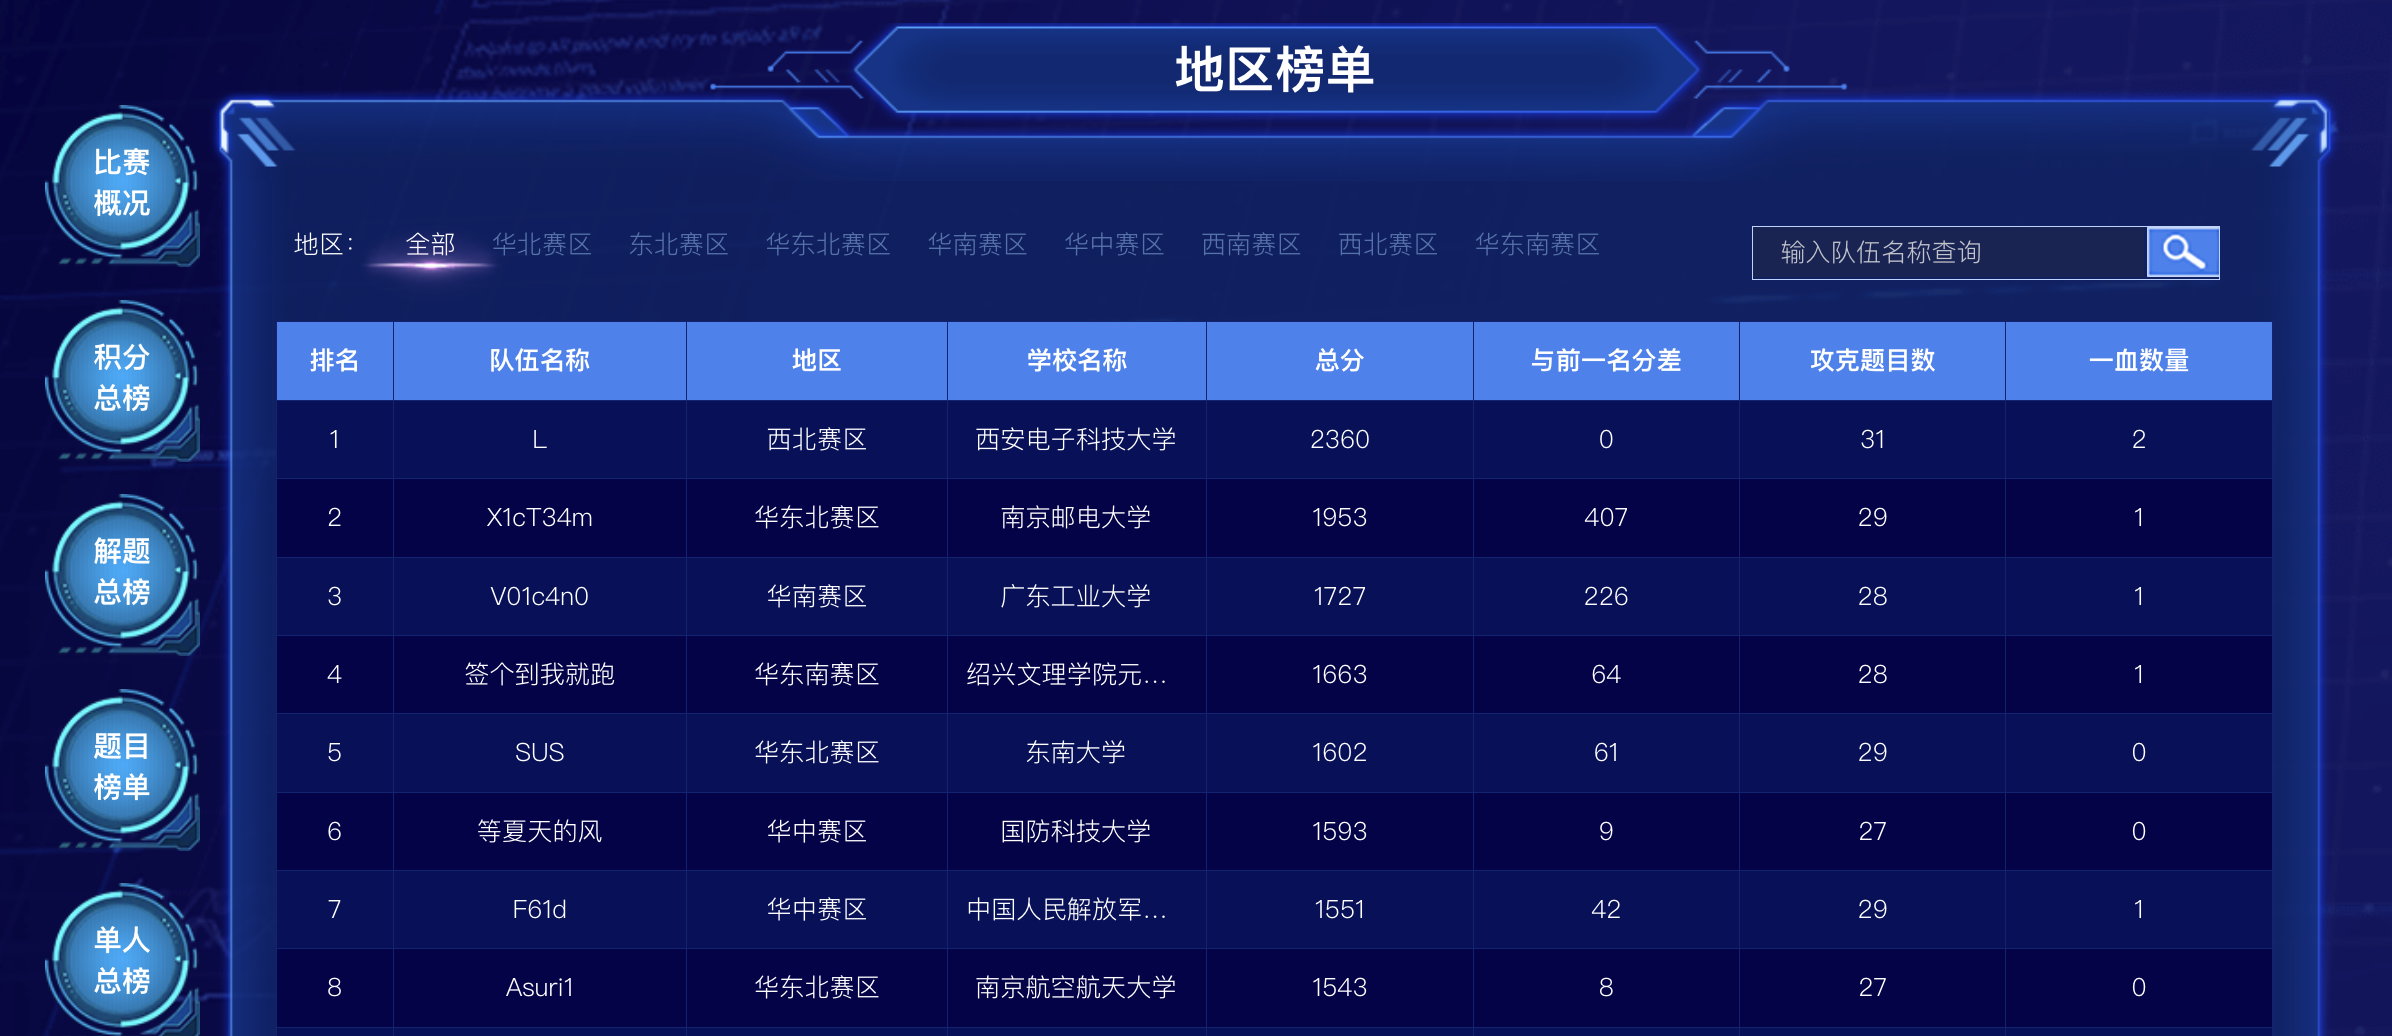 地区榜单
比赛
概况
积分
总榜
解题
总榜
题目
榜单
单人
总榜
地区： 全部 华北赛区 东北赛区 华东北赛区 华南赛区 华中赛区 西南赛区 西北赛区 华东南赛区
输入队伍名称查询
排名 队伍名称 地区 学校名称 总分 与前一名分差 攻克题目数 一血数量
1 L 西北赛区 西安电子科技大学 2360 0 31 2
2 X1cT34m 华东北赛区 南京邮电大学 1953 407 29 1
3 V01c4n0 华南赛区 广东工业大学 1727 226 28 1
4 签个到我就跑 华东南赛区 绍兴文理学院元... 1663 64 28 1
5 SUS 华东北赛区 东南大学 1602 61 29 0
6 等夏天的风 华中赛区 国防科技大学 1593 9 27 0
7 F61d 华中赛区 中国人民解放军... 1551 42 29 1
8 Asuri1 华东北赛区 南京航空航天大学 1543 8 27 0